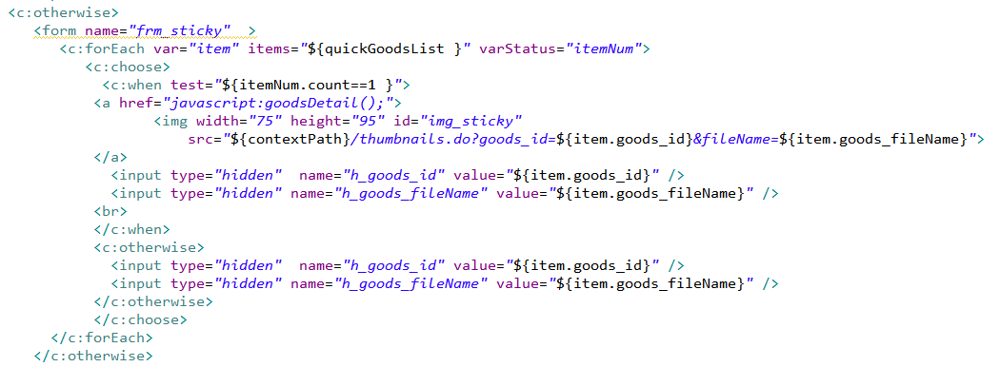 <c:otherwise>
<form name="frm_sticky"  >
<c:forEach var="item" items="${quickGoodsList }" varStatus="itemNum">
<c:choose>
<c:when test="${itemNum.count==1 }">
<a href="javascript:goodsDetail();">
<img width="75" height="95" id="img_sticky"
src="${contextPath}/thumbnails.do?goods_id=${item.goods_id}&fileName=${item.goods_fileName}">
</a>
<input type="hidden"  name="h_goods_id" value="${item.goods_id}" />
<input type="hidden" name="h_goods_fileName" value="${item.goods_fileName}" />
<br>
</c:when>
<c:otherwise>
<input type="hidden"  name="h_goods_id" value="${item.goods_id}" />
<input type="hidden" name="h_goods_fileName" value="${item.goods_fileName}" />
</c:otherwise>
</c:choose>
</c:forEach>
</c:otherwise>